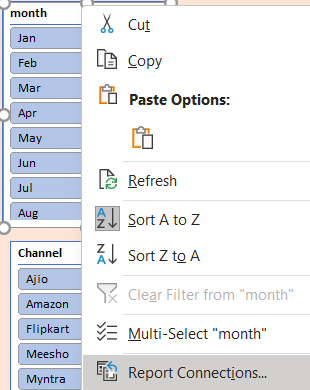 month
Jan
Feb
Mar
Apr
May
Jun
Jul
Aug
Channel
Ajio
Amazon
Flipkart
Meesho
Myntra
Cut
Copy
Paste Options:
Refresh
A
Z
Sort A to Z
Z
A
Sort Z to A
Clear Filter from "month"
Multi-Select "month"
Report Connections...